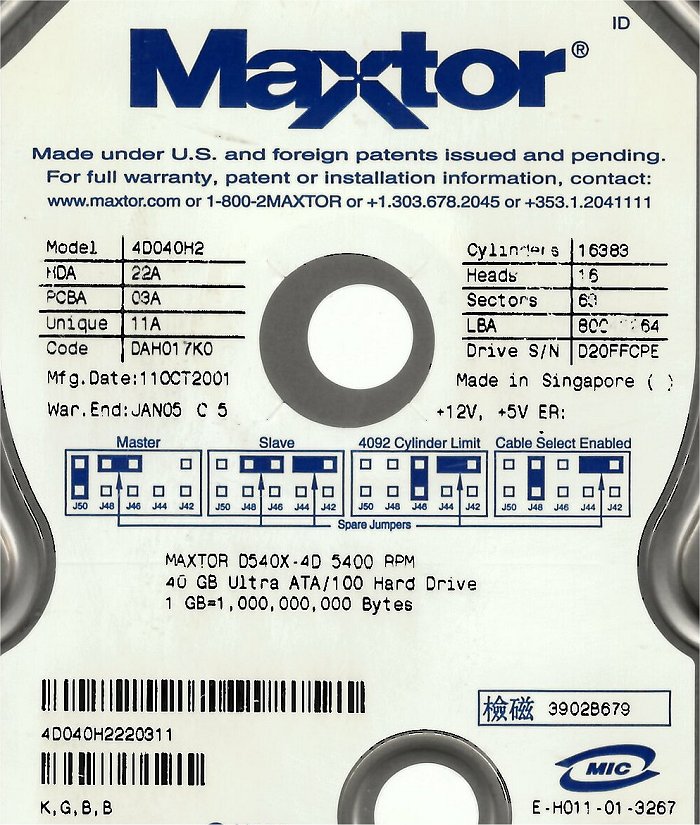 ID
Maxtor®
Made under U.S. and foreign patents issued and pending.
For full warranty, patent or installation information, contact:
www.maxtor.com or 1-800-2MAXTOR or +1.303.678.2045 or +353.1.2041111
Model 4D040H2
HDA 22A
PCBA 03A
Unique 11A
Code DAH017K0
Mfg.Date:11OCT2001
War.End:JAN05 C 5
Cylinders 16383
Heads 16
Sectors 63
LBA
Drive S/N D20FFCPE
Made in Singapore ( )
+12V, +5V ER:
Master Slave 4092 Cylinder Limit Cable Select Enabled
J50 J48 J46 J44 J42 J50 J48 J46 J44 J42 J50 J48 J46 J44 J42 J50 J48 J46 J44 J42
Spare Jumpers
MAXTOR D540X-4D 5400 RPM
40 GB Ultra ATA/100 Hard Drive
1 GB=1,000,000,000 Bytes
4D040H2220311
K,G,B,B
檢磁 3902B679
MIC
E-H011-01-3267